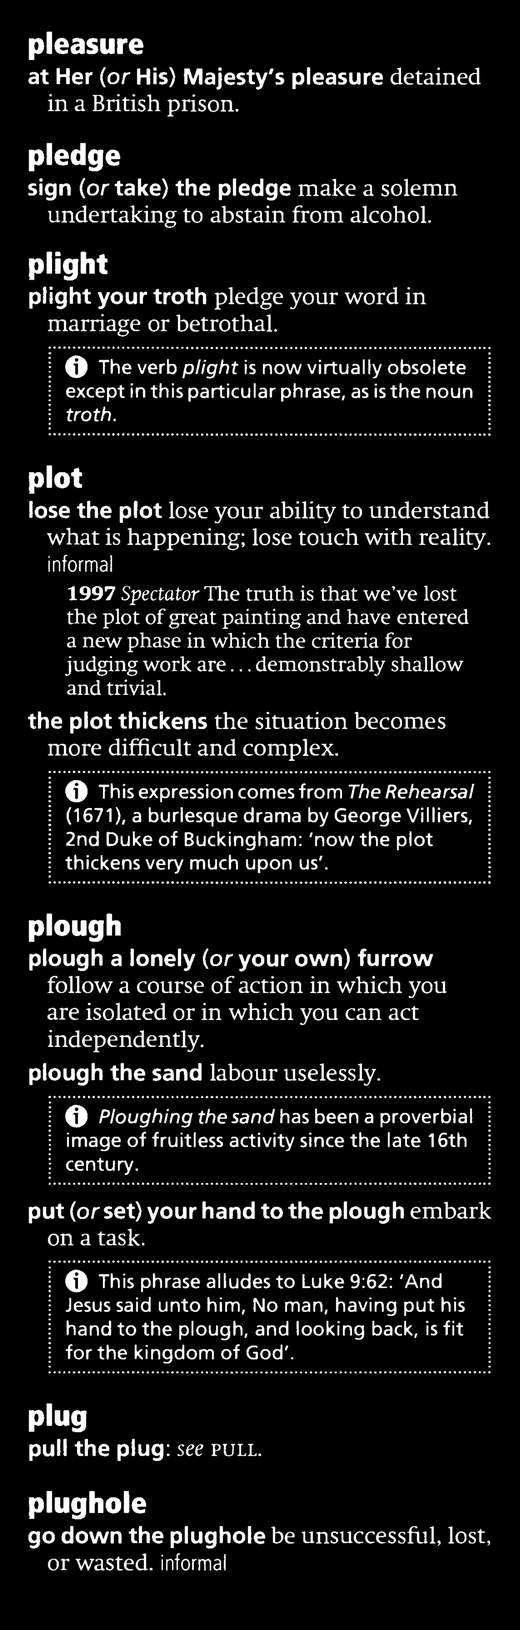 pleasure
at Her (or His) Majesty's pleasure detained
in a British prison.
pledge
sign (or take) the pledge make a solemn
undertaking to abstain from alcohol.
plight
plight your troth pledge your word in
marriage or betrothal.
i The verb plight is now virtually obsolete
except in this particular phrase, as is the noun
troth.
plot
lose the plot lose your ability to understand
what is happening; lose touch with reality.
informal
1997 Spectator The truth is that we've lost
the plot of great painting and have entered
a new phase in which the criteria for
judging work are...demonstrably shallow
and trivial.
the plot thickens the situation becomes
more difficult and complex.
i This expression comes from The Rehearsal
(1671), a burlesque drama by George Villiers,
2nd Duke of Buckingham: 'now the plot
thickens very much upon us'.
plough
plough a lonely (or your own) furrow
follow a course of action in which you
are isolated or in which you can act
independently.
plough the sand labour uselessly.
i Ploughing the sand has been a proverbial
image of fruitless activity since the late 16th
century.
put (or set) your hand to the plough embark
on a task.
i This phrase alludes to Luke 9:62: 'And
Jesus said unto him, No man, having put his
hand to the plough, and looking back, is fit
for the kingdom of God'.
plug
pull the plug: see PULL.
plughole
go down the plughole be unsuccessful, lost,
or wasted. informal